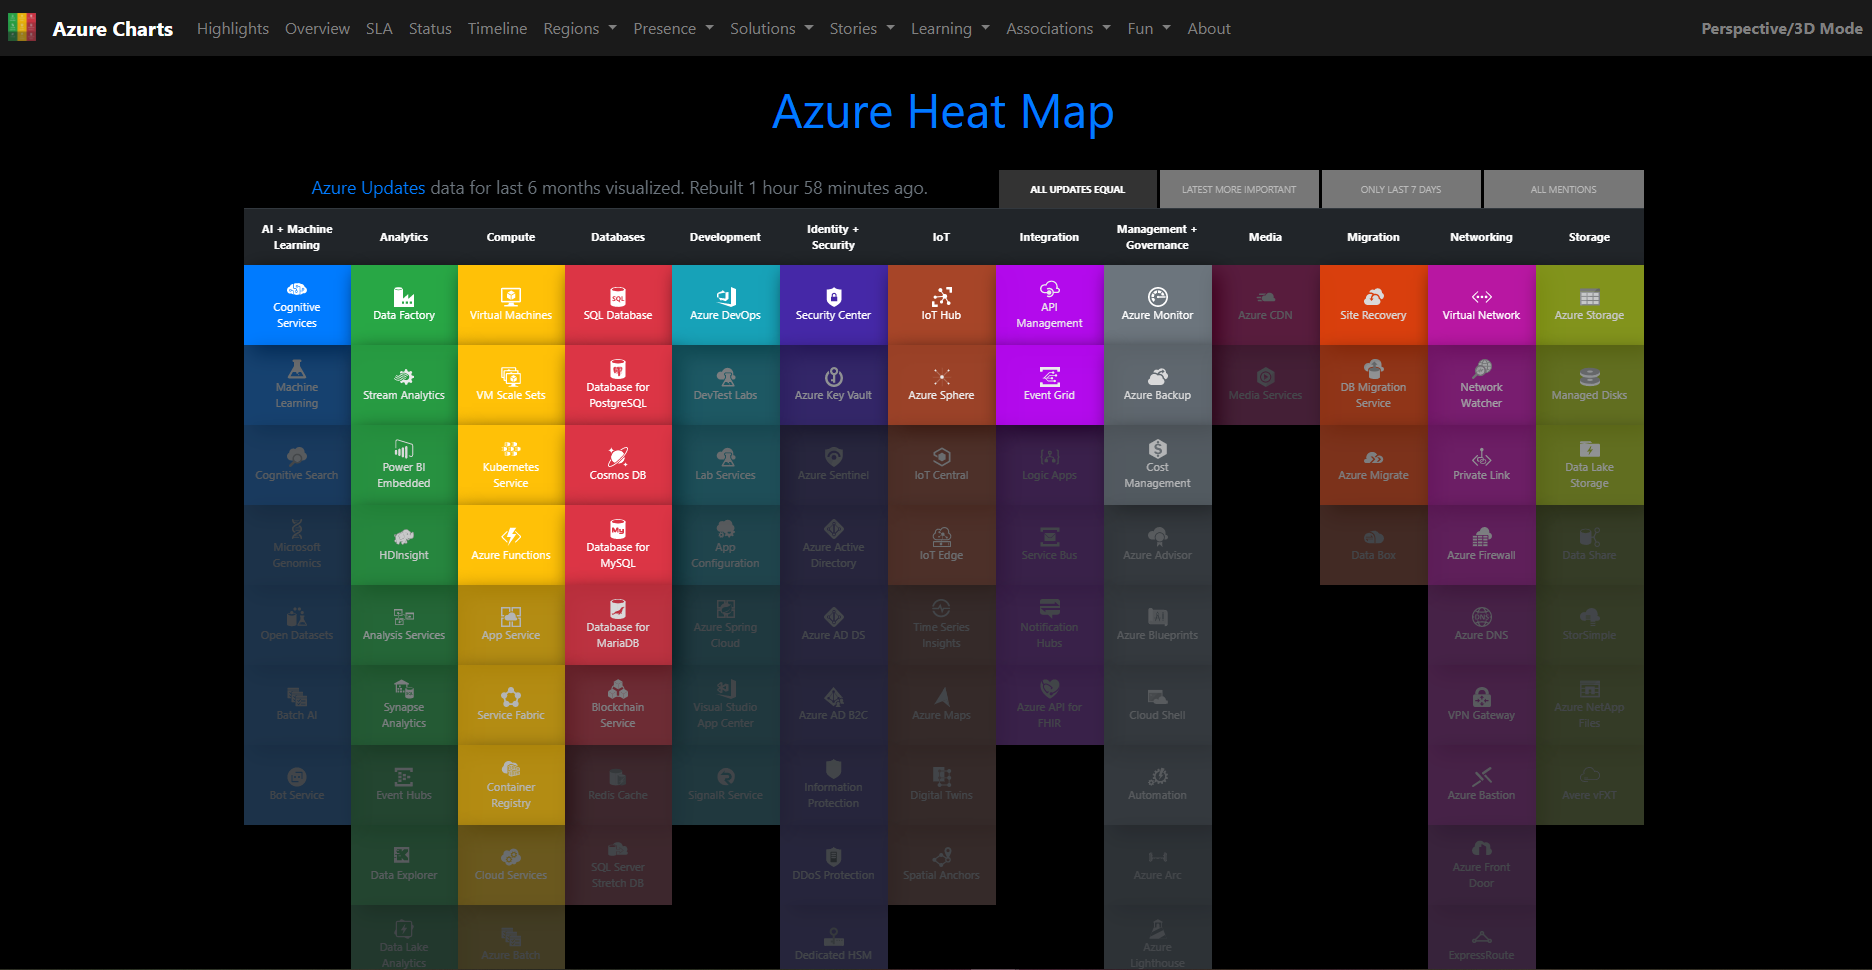 Azure Charts Highlights Overview SLA Status Timeline Regions Presence Solutions Stories Learning Associations Fun About Perspective/3D Mode
Azure Heat Map
Azure Updates data for last 6 months visualized. Rebuilt 1 hour 58 minutes ago.
ALL UPDATES EQUAL LATEST MORE IMPORTANT ONLY LAST 7 DAYS ALL MENTIONS
AI + Machine
Learning
Cognitive
Services
Machine
Learning
Cognitive Search
Microsoft
Genomics
Open Datasets
Batch AI
Bot Service
Analytics
Data Factory
Stream Analytics
Power BI
Embedded
HDInsight
Analysis Services
Synapse
Analytics
Event Hubs
Data Explorer
Data Lake
Analytics
Compute
Virtual Machines
VM Scale Sets
Kubernetes
Service
Azure Functions
App Service
Service Fabric
Container
Registry
Cloud Services
Azure Batch
Databases
SQL
SQL Database
Database for
PostgreSQL
Cosmos DB
My
Database for
MySQL
Database for
MariaDB
Blockchain
Service
Redis Cache
SQL Server
Stretch DB
Development
Azure DevOps
DevTest Labs
Lab Services
App
Configuration
Azure Spring
Cloud
Visual Studio
App Center
SignalR Service
Identity +
Security
Security Center
Azure Key Vault
Azure Sentinel
Azure Active
Directory
Azure AD DS
Azure AD B2C
Information
Protection
DDoS Protection
Dedicated HSM
IoT
IoT Hub
Azure Sphere
IoT Central
IoT Edge
Time Series
Insights
Azure Maps
Digital Twins
Spatial Anchors
Integration
API
Management
Event Grid
Logic Apps
Service Bus
Notification
Hubs
Azure API for
FHIR
Management +
Governance
Azure Monitor
Azure Backup
$
Cost
Management
Azure Advisor
Azure Blueprints
Cloud Shell
Automation
Azure Arc
Azure
Lighthouse
Media
Azure CDN
Media Services
Migration
Site Recovery
DB Migration
Service
Azure Migrate
Data Box
Networking
Virtual Network
Network
Watcher
Private Link
Azure Firewall
DNS
Azure DNS
VPN Gateway
Azure Bastion
Azure Front
Door
ExpressRoute
Storage
Azure Storage
Managed Disks
Data Lake
Storage
Data Share
StorSimple
Azure NetApp
Files
Avere vFXT